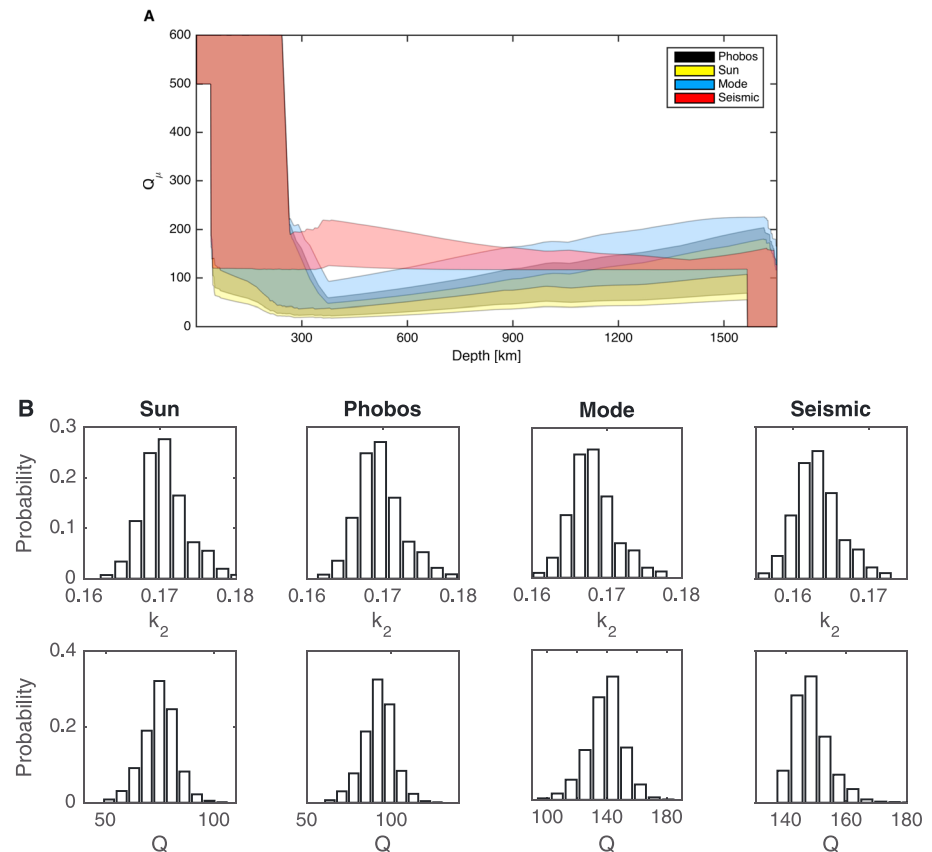 A
600
500
400
300
200
100
0
Qμ
300
600
900
1200
1500
Depth [km]
Phobos
Sun
Mode
Seismic
B
Sun
Phobos
Mode
Seismic
Probability
0.3
0.2
0.1
0
0.16 0.17 0.18
k2
0.16 0.17 0.18
k2
0.16 0.17 0.18
k2
0.16 0.17
k2
Probability
0.4
0.2
0
50 100
Q
50 100
Q
100 140 180
Q
140 160 180
Q